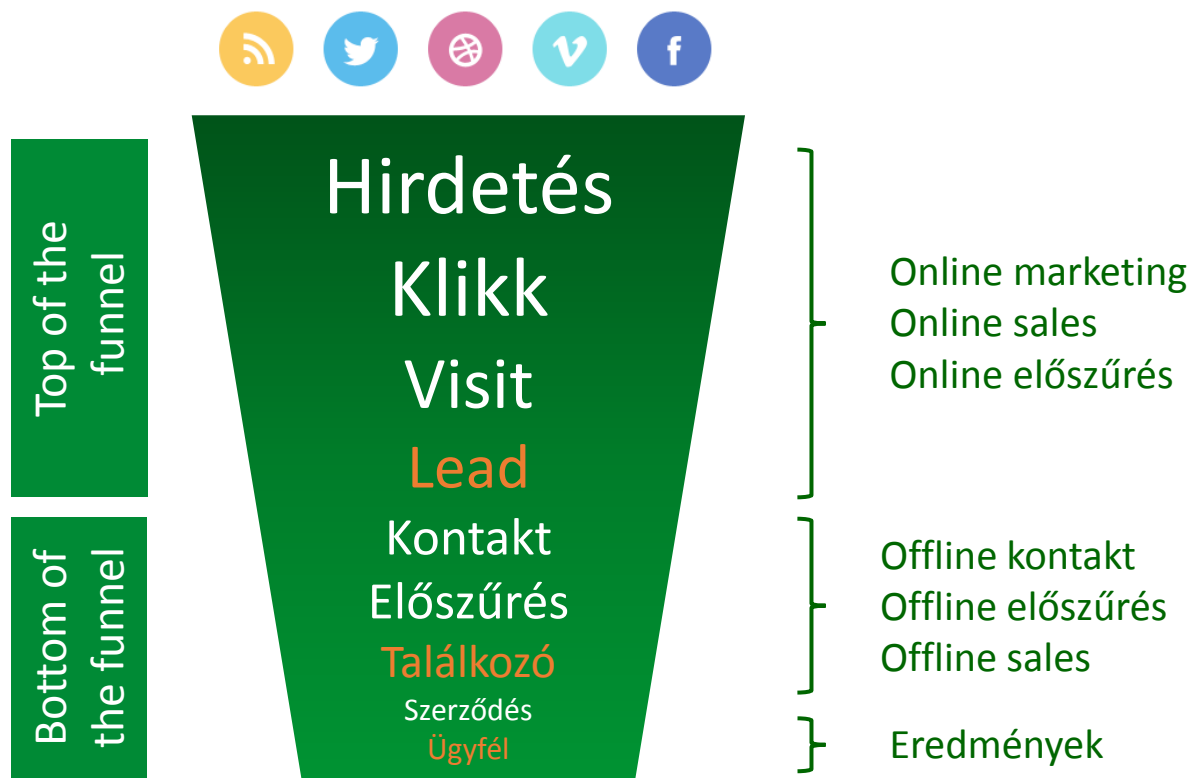 Top of the
funnel
Hirdetés
Klikk
Visit
Lead
Online marketing
Online sales
Online előszűrés
Bottom of
the funnel
Kontakt
Előszűrés
Találkozó
Szerződés
Ügyfél
Offline kontakt
Offline előszűrés
Offline sales
Eredmények